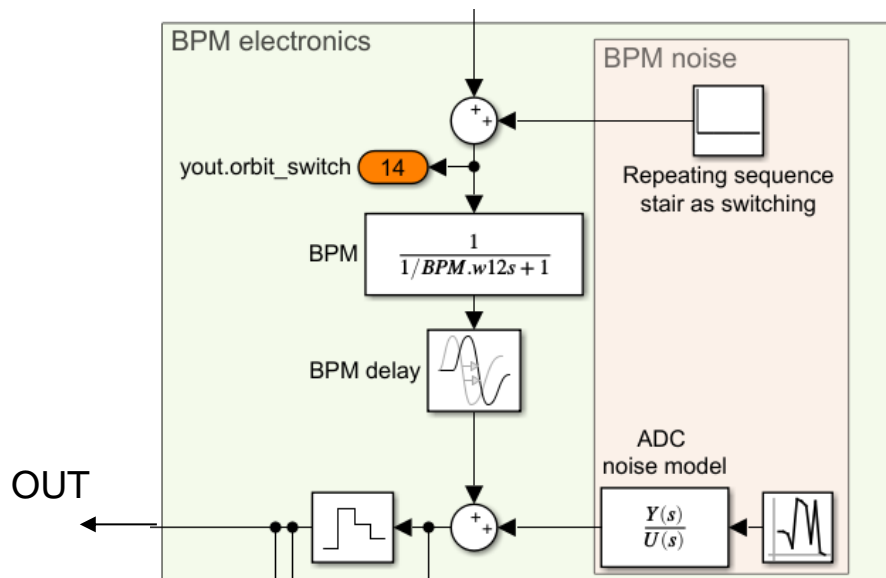 BPM electronics
BPM noise
+
+
yout.orbit_switch
14
Repeating sequence
stair as switching
BPM
1
1/BPM.w12s + 1
BPM delay
ADC
noise model
OUT
+
+
Y(s)
U(s)